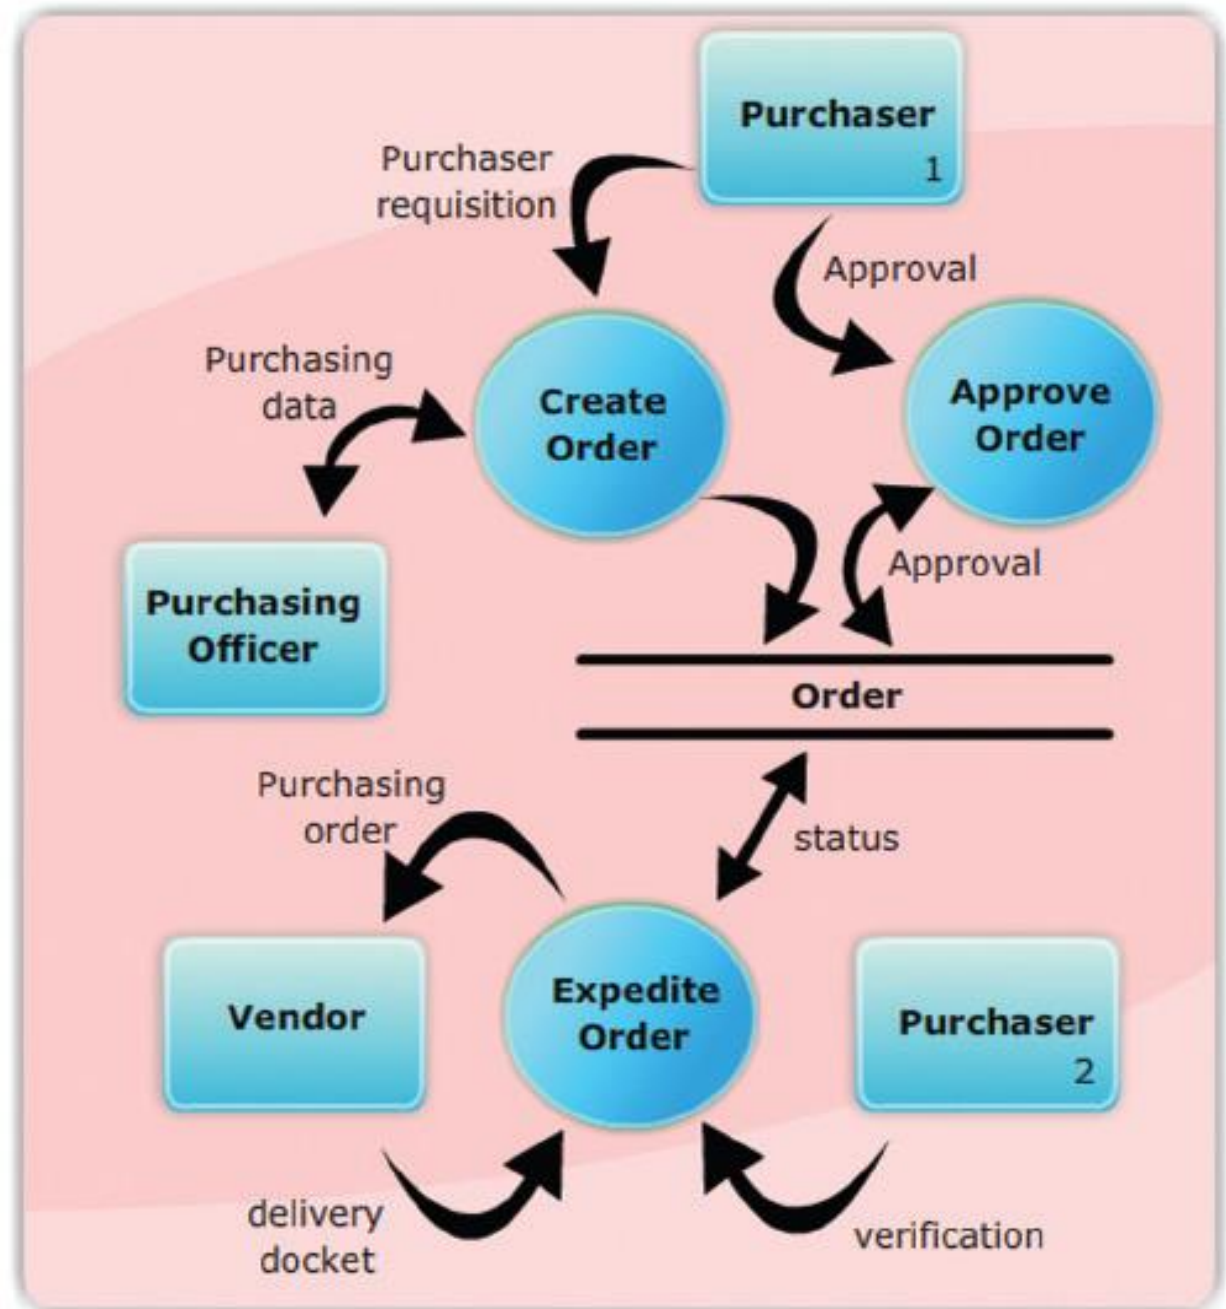 Purchaser
1
Purchaser
requisition
Approval
Purchasing
data
Create
Order
Approve
Order
Approval
Purchasing
Officer
Order
Purchasing
order
status
Vendor
Expedite
Order
Purchaser
2
delivery
docket
verification